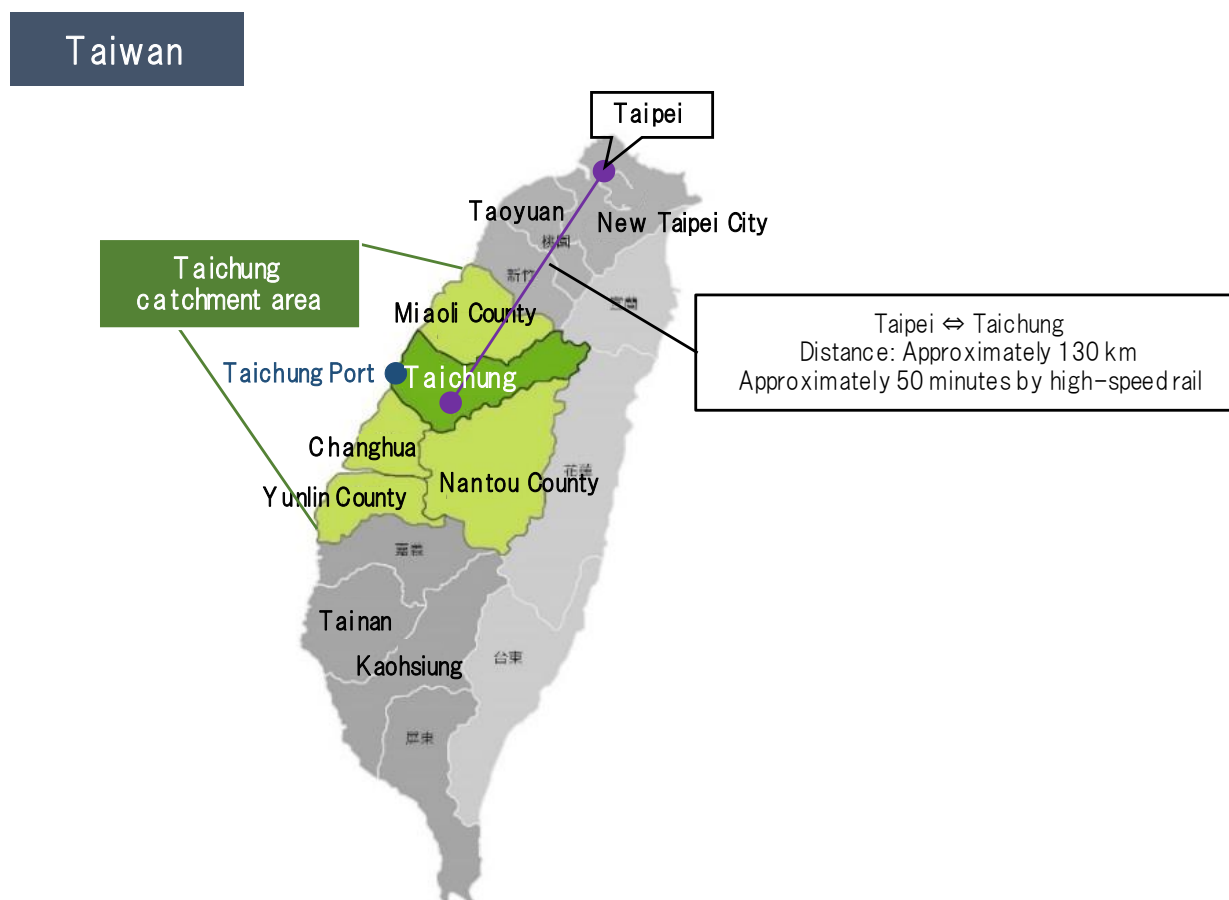 Taiwan
Taipei
Taoyuan
New Taipei City
桃園
Taichung
catchment area
新竹
宜蘭
Miaoli County
Taipei ⇔ Taichung
Distance: Approximately 130 km
Approximately 50 minutes by high-speed rail
Taichung Port
Taichung
Changhua
花蓮
Nantou County
Yunlin County
嘉義
Tainan
台東
Kaohsiung
屏東